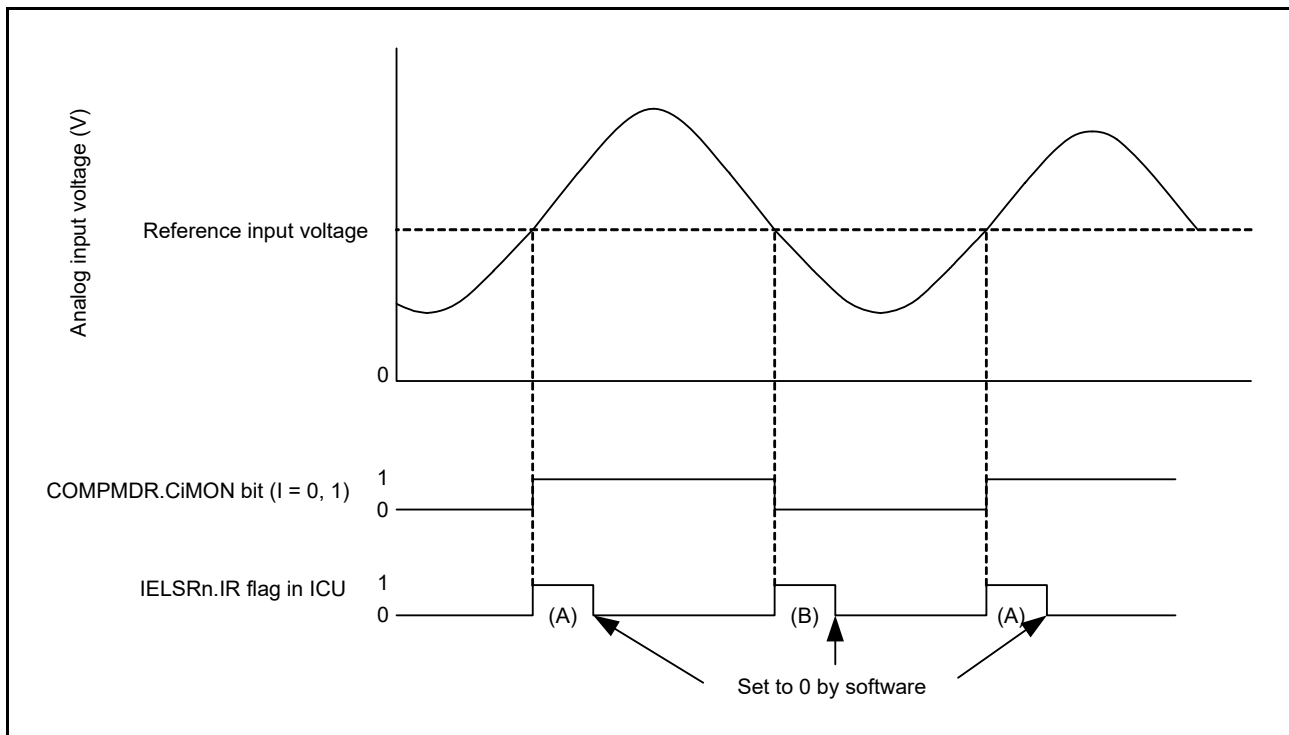 Analog input voltage (V)
Reference input voltage
0
COMPMDR.CiMON bit (I = 0, 1)
1
0
IELSRn.IR flag in ICU
1
0
(A)
(B)
(A)
Set to 0 by software